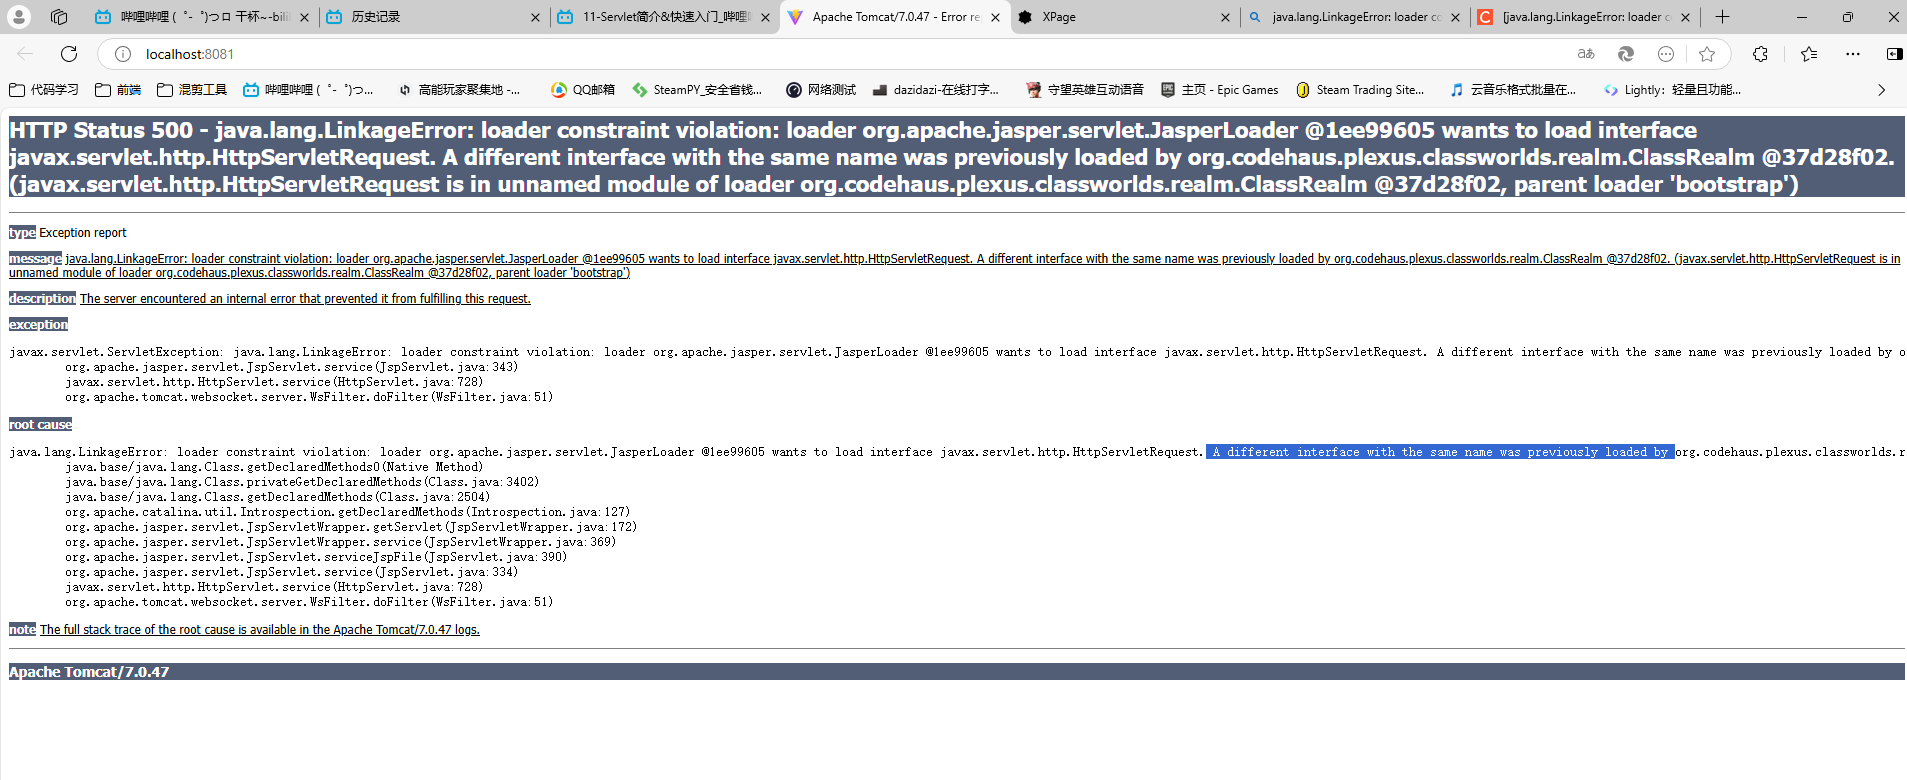 哔哩哔哩 ( ゜- ゜)つロ 干杯~-bili
历史记录
11-Servlet简介&快速入门_哔哩哔
Apache Tomcat/7.0.47 - Error re
XPage
java.lang.LinkageError: loader co
[java.lang.LinkageError: loader c
localhost:8081
代码学习
前端
混剪工具
哔哩哔哩 ( ゜- ゜)つ...
高能玩家聚集地 -...
QQ邮箱
SteamPY_安全省钱...
网络测试
dazidazi-在线打字...
守望英雄互动语音
主页 - Epic Games
Steam Trading Site...
云音乐格式批量在...
Lightly：轻量且功能...
HTTP Status 500 - java.lang.LinkageError: loader constraint violation: loader org.apache.jasper.servlet.JasperLoader @1ee99605 wants to load interface
javax.servlet.http.HttpServletRequest. A different interface with the same name was previously loaded by org.codehaus.plexus.classworlds.realm.ClassRealm @37d28f02.
(javax.servlet.http.HttpServletRequest is in unnamed module of loader org.codehaus.plexus.classworlds.realm.ClassRealm @37d28f02, parent loader 'bootstrap')
type Exception report
message java.lang.LinkageError: loader constraint violation: loader org.apache.jasper.servlet.JasperLoader @1ee99605 wants to load interface javax.servlet.http.HttpServletRequest. A different interface with the same name was previously loaded by org.codehaus.plexus.classworlds.realm.ClassRealm @37d28f02. (javax.servlet.http.HttpServletRequest is in
unnamed module of loader org.codehaus.plexus.classworlds.realm.ClassRealm @37d28f02, parent loader 'bootstrap')
description The server encountered an internal error that prevented it from fulfilling this request.
exception
javax.servlet.ServletException: java.lang.LinkageError: loader constraint violation: loader org.apache.jasper.servlet.JasperLoader @1ee99605 wants to load interface javax.servlet.http.HttpServletRequest. A different interface with the same name was previously loaded by o
org.apache.jasper.servlet.JspServlet.service(JspServlet.java:343)
javax.servlet.http.HttpServlet.service(HttpServlet.java:728)
org.apache.tomcat.websocket.server.WsFilter.doFilter(WsFilter.java:51)
root cause
java.lang.LinkageError: loader constraint violation: loader org.apache.jasper.servlet.JasperLoader @1ee99605 wants to load interface javax.servlet.http.HttpServletRequest. A different interface with the same name was previously loaded by org.codehaus.plexus.classworlds.r
java.base/java.lang.Class.getDeclaredMethods0(Native Method)
java.base/java.lang.Class.privateGetDeclaredMethods(Class.java:3402)
java.base/java.lang.Class.getDeclaredMethods(Class.java:2504)
org.apache.catalina.util.Introspection.getDeclaredMethods(Introspection.java:127)
org.apache.jasper.servlet.JspServletWrapper.getServlet(JspServletWrapper.java:172)
org.apache.jasper.servlet.JspServletWrapper.service(JspServletWrapper.java:369)
org.apache.jasper.servlet.JspServlet.serviceJspFile(JspServlet.java:390)
org.apache.jasper.servlet.JspServlet.service(JspServlet.java:334)
javax.servlet.http.HttpServlet.service(HttpServlet.java:728)
org.apache.tomcat.websocket.server.WsFilter.doFilter(WsFilter.java:51)
note The full stack trace of the root cause is available in the Apache Tomcat/7.0.47 logs.
Apache Tomcat/7.0.47